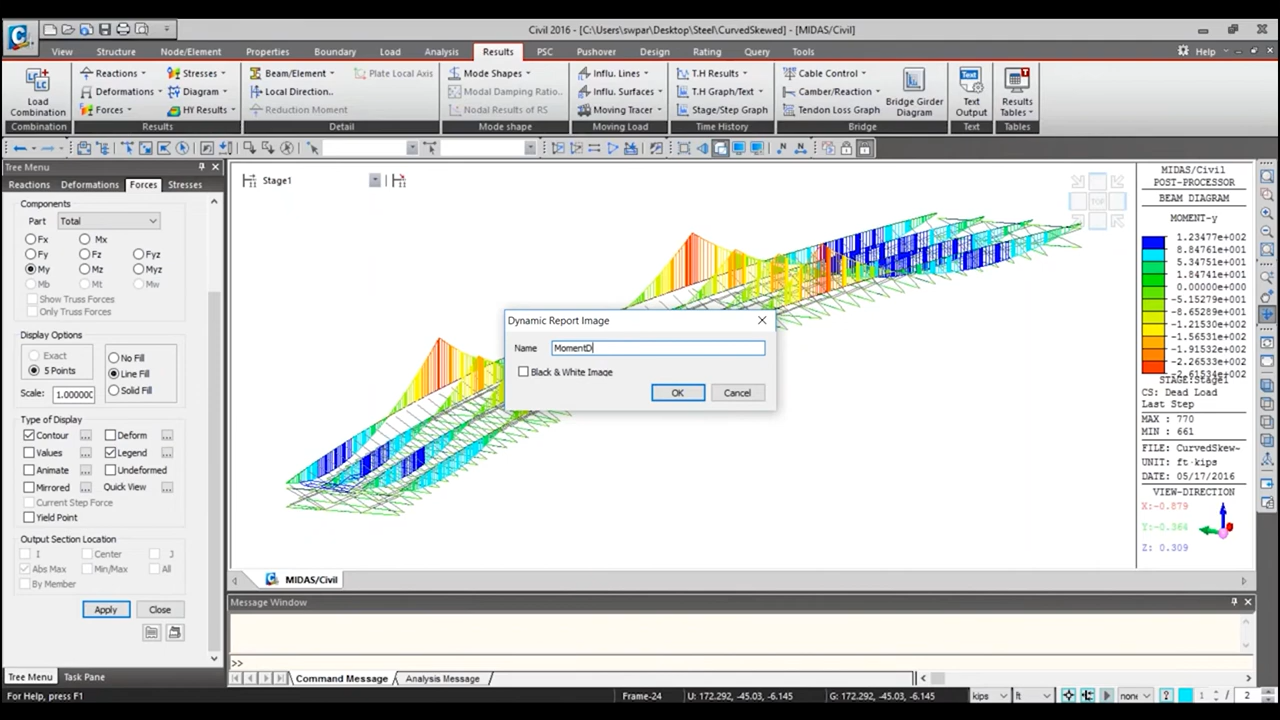 Civil 2016 - [C:\Users\swpar\Desktop\Steel\CurvedSkewed] - [MIDAS/Civil]
View Structure Node/Element Properties Boundary Load Analysis Results PSC Pushover Design Rating Query Tools Help
Load Combination
Reactions
Deformations
Forces
Stresses
Diagram
HY Results
Beam/Element
Local Direction..
Reduction Moment
Plate Local Axis
Mode Shapes
Modal Damping Ratio..
Nodal Results of RS
Influ. Lines
Influ. Surfaces
Moving Tracer
T.H Results
T.H Graph/Text
Stage/Step Graph
Cable Control
Camber/Reaction
Tendon Loss Graph
Bridge Girder Diagram
Text Output
Results Tables
Combination Results Detail Mode shape Moving Load Time History Bridge Text Tables
Tree Menu
Reactions Deformations Forces Stresses
Components
Part Total
Fx Mx
Fy Fz Fyz
My Mz Myz
Mb Mt Mw
Show Truss Forces
Only Truss Forces
Display Options
Exact
5 Points
No Fill
Line Fill
Solid Fill
Scale: 1.00000
Type of Display
Contour ... Deform ...
Values ... Legend ...
Animate ... Undeformed
Mirrored ... Quick View ...
Current Step Force
Yield Point
Output Section Location
I Center J
Abs Max Min/Max All
By Member
Apply Close
Tree Menu Task Pane
Stage1
TOP
Dynamic Report Image
Name MomentD
Black & White Image
OK Cancel
MIDAS/Civil
POST-PROCESSOR
BEAM DIAGRAM
MOMENT-y
1.23477e+002
8.84761e+001
5.34751e+001
1.84741e+001
0.00000e+000
-5.15279e+001
-8.65289e+001
-1.21530e+002
-1.56531e+002
-1.91532e+002
-2.26533e+002
-2.61534e+002
STAGE:Stage1
CS: Dead Load
Last Step
MAX : 770
MIN : 661
FILE: CurvedSkew~
UNIT: ft·kips
DATE: 05/17/2016
VIEW-DIRECTION
X:-0.879
Y:-0.364
Z: 0.309
MIDAS/Civil
Message Window
>>
Command Message Analysis Message
For Help, press F1 Frame-24 U: 172.292, -45.03, -6.145 G: 172.292, -45.03, -6.145 kips ft none 1 / 2